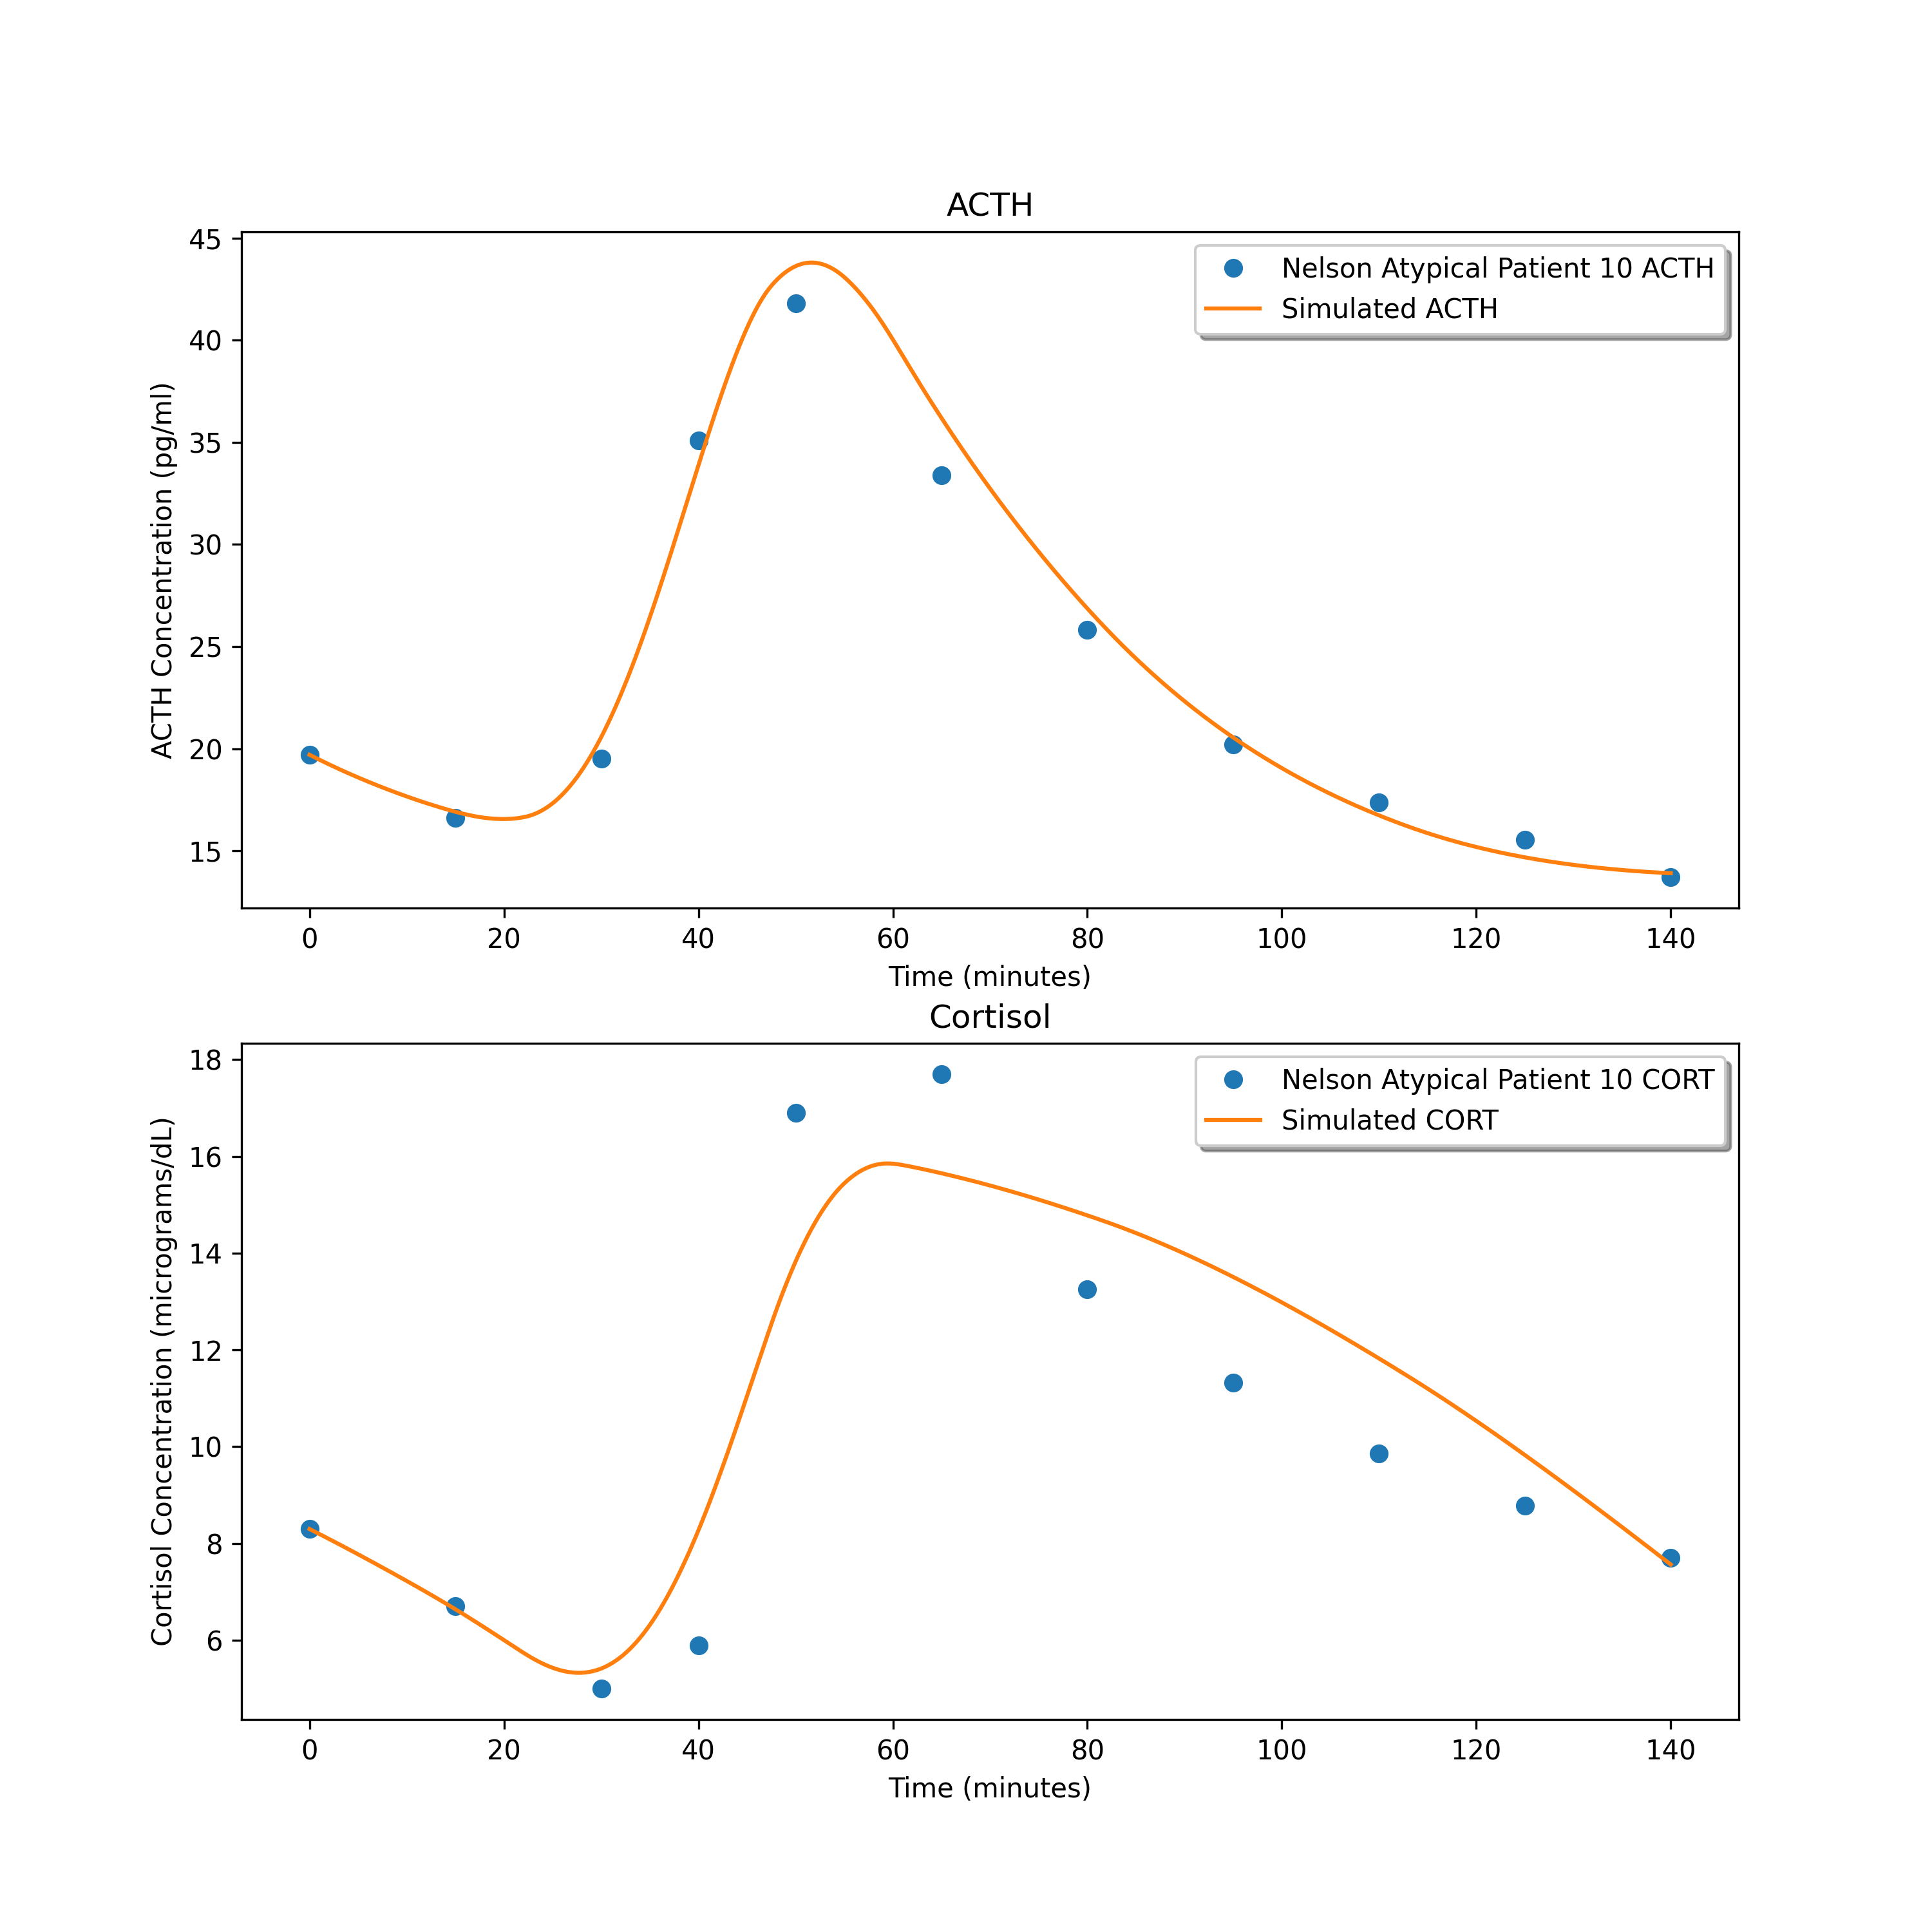 ACTH
45
40
35
30
25
20
15
ACTH Concentration (pg/ml)
Nelson Atypical Patient 10 ACTH
Simulated ACTH
0 20 40 60 80 100 120 140
Time (minutes)
Cortisol
18
16
14
12
10
8
6
Cortisol Concentration (micrograms/dL)
Nelson Atypical Patient 10 CORT
Simulated CORT
0 20 40 60 80 100 120 140
Time (minutes)